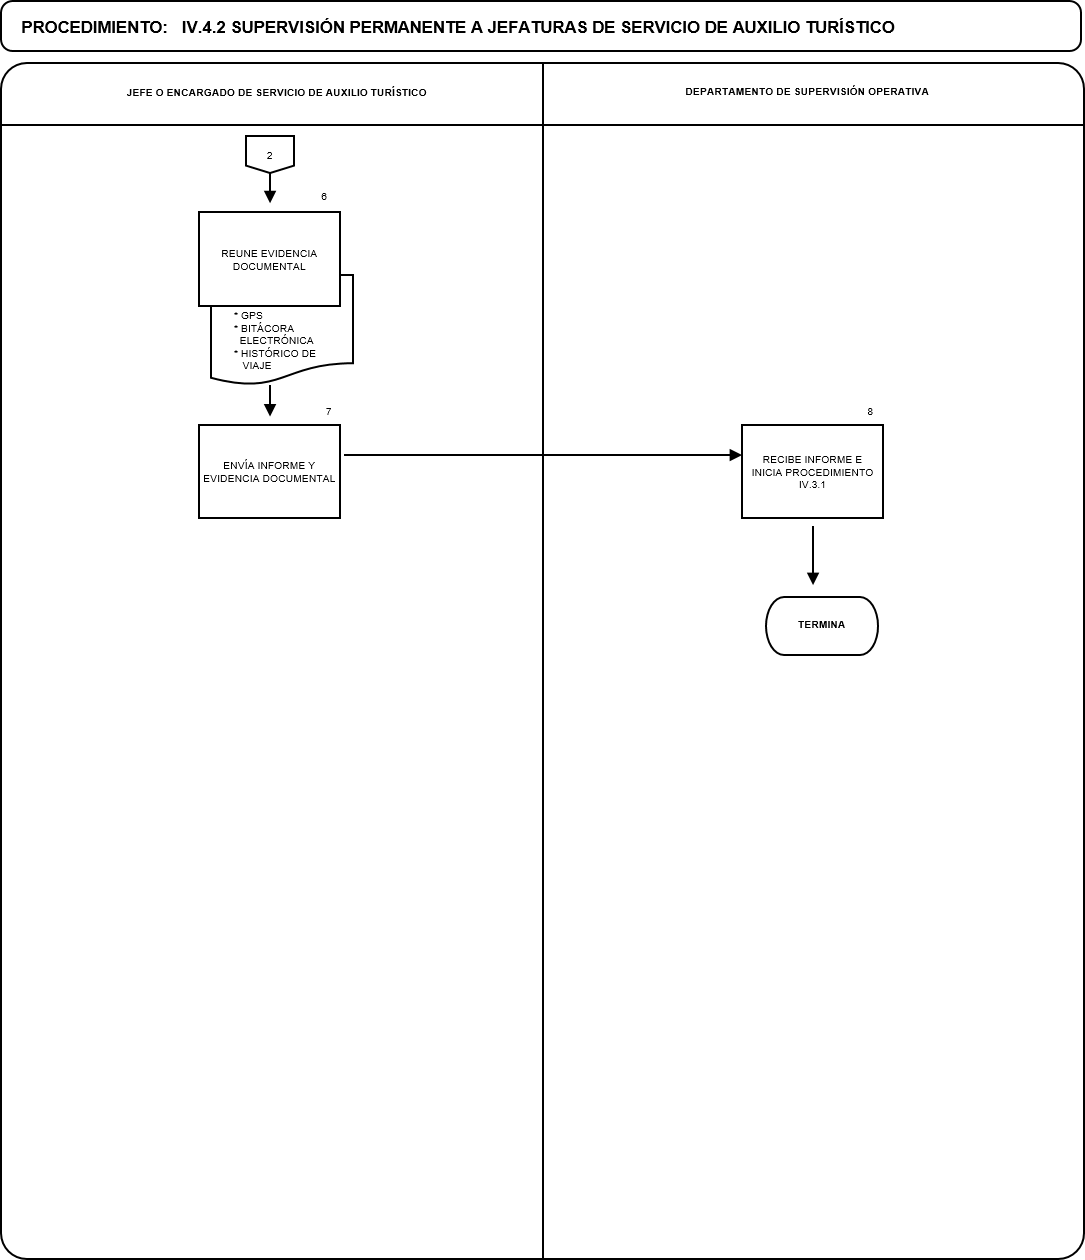 PROCEDIMIENTO: IV.4.2 SUPERVISIÓN PERMANENTE A JEFATURAS DE SERVICIO DE AUXILIO TURÍSTICO
JEFE O ENCARGADO DE SERVICIO DE AUXILIO TURÍSTICO
DEPARTAMENTO DE SUPERVISIÓN OPERATIVA
2
6
REUNE EVIDENCIA
DOCUMENTAL
* GPS
* BITÁCORA
ELECTRÓNICA
* HISTÓRICO DE
VIAJE
7
ENVÍA INFORME Y
EVIDENCIA DOCUMENTAL
8
RECIBE INFORME E
INICIA PROCEDIMIENTO
IV.3.1
TERMINA